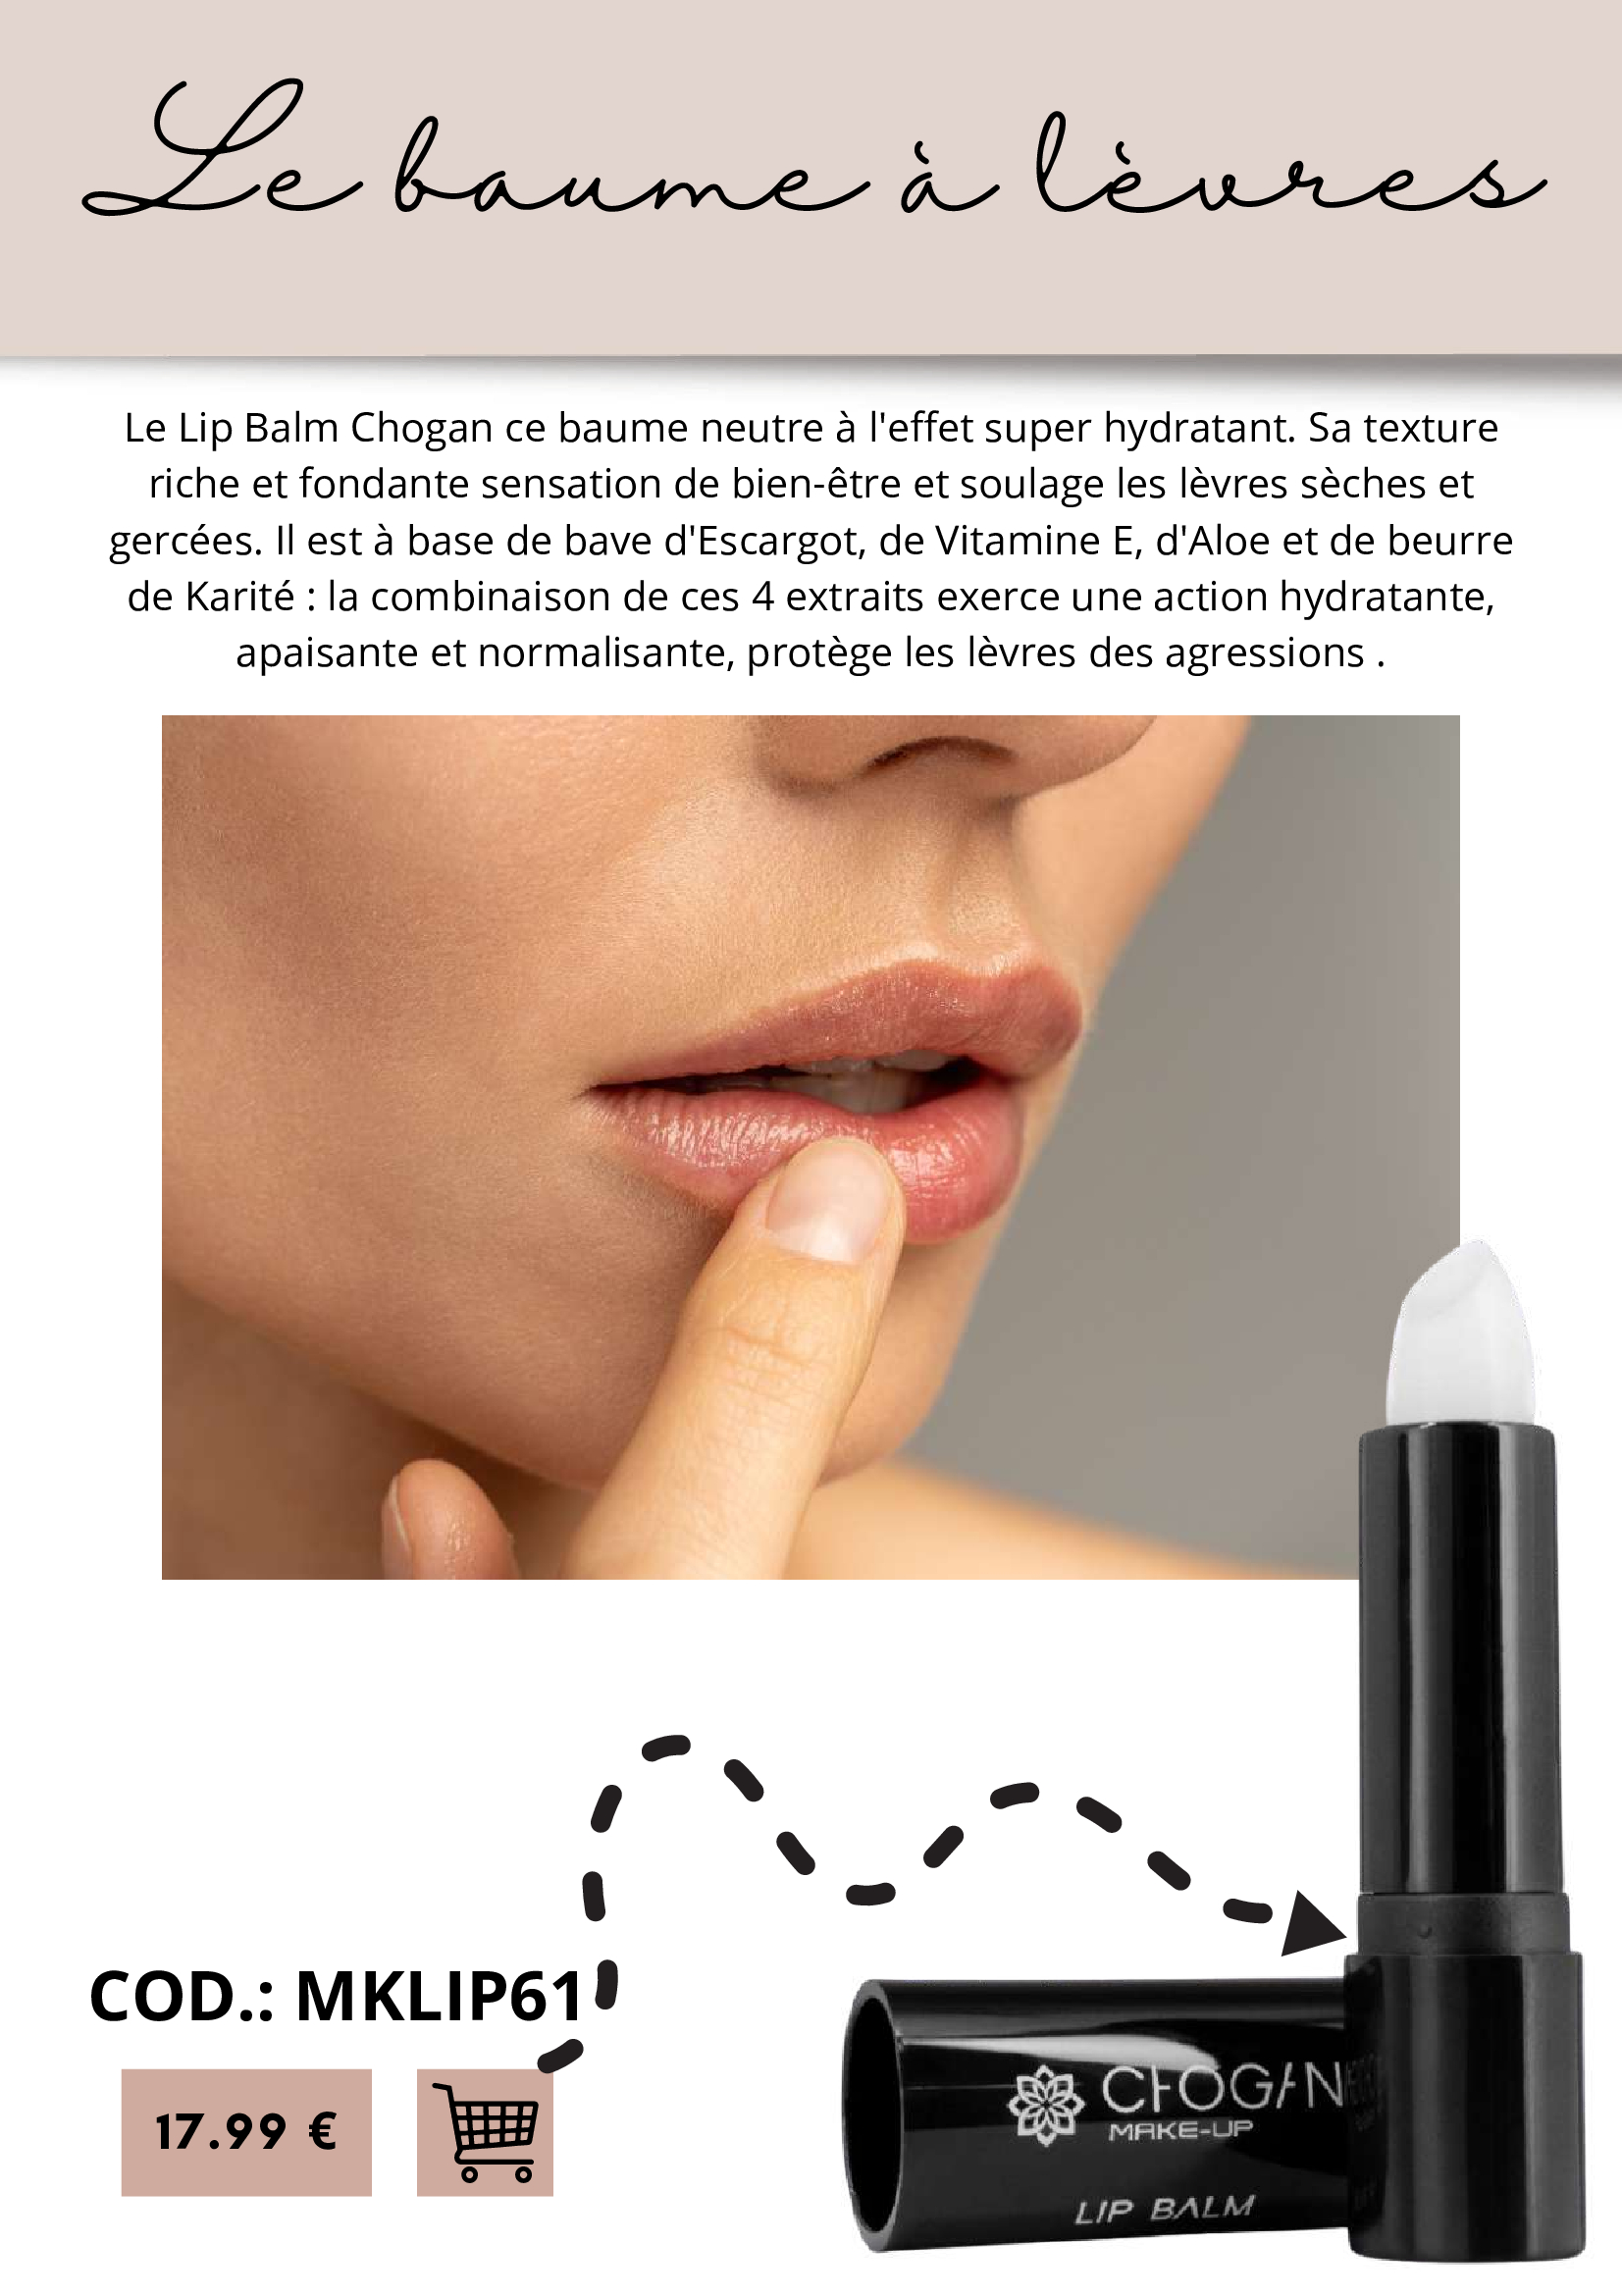 Le baume à lèvres
Le Lip Balm Chogan ce baume neutre à l'effet super hydratant. Sa texture
riche et fondante sensation de bien-être et soulage les lèvres sèches et
gercées. Il est à base de bave d'Escargot, de Vitamine E, d'Aloe et de beurre
de Karité : la combinaison de ces 4 extraits exerce une action hydratante,
apaisante et normalisante, protège les lèvres des agressions .
COD.: MKLIP61
17.99 €
CHOGAN
MAKE-UP
LIP BALM